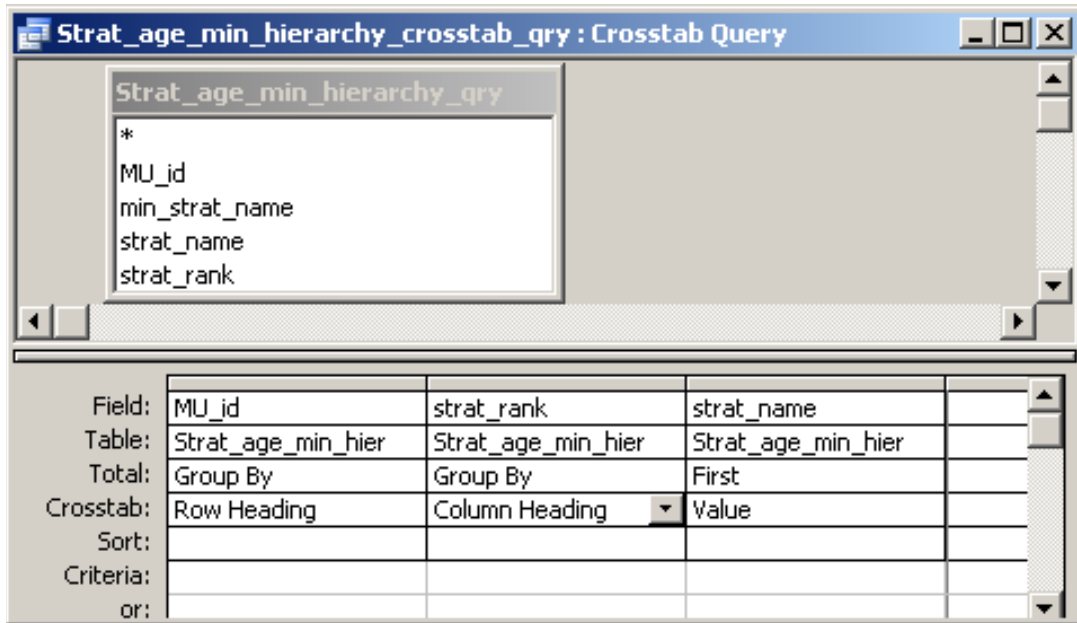 Strat_age_min_hierarchy_crosstab_qry : Crosstab Query
Strat_age_min_hierarchy_qry
*
MU_id
min_strat_name
strat_name
strat_rank
Field: MU_id strat_rank strat_name
Table: Strat_age_min_hier Strat_age_min_hier Strat_age_min_hier
Total: Group By Group By First
Crosstab: Row Heading Column Heading Value
Sort:
Criteria:
or: